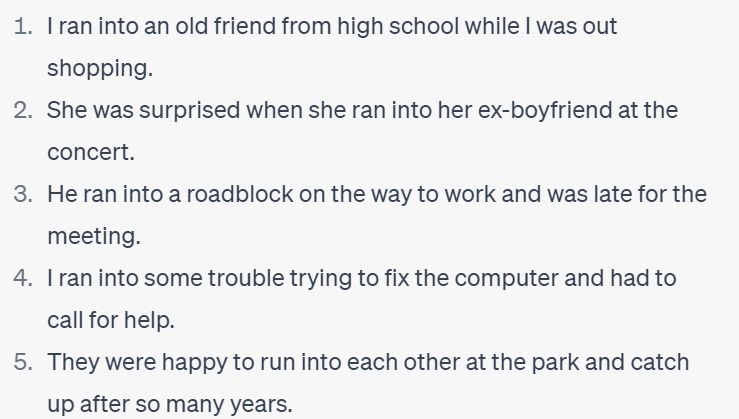 1. I ran into an old friend from high school while I was out
shopping.
2. She was surprised when she ran into her ex-boyfriend at the
concert.
3. He ran into a roadblock on the way to work and was late for the
meeting.
4. I ran into some trouble trying to fix the computer and had to
call for help.
5. They were happy to run into each other at the park and catch
up after so many years.